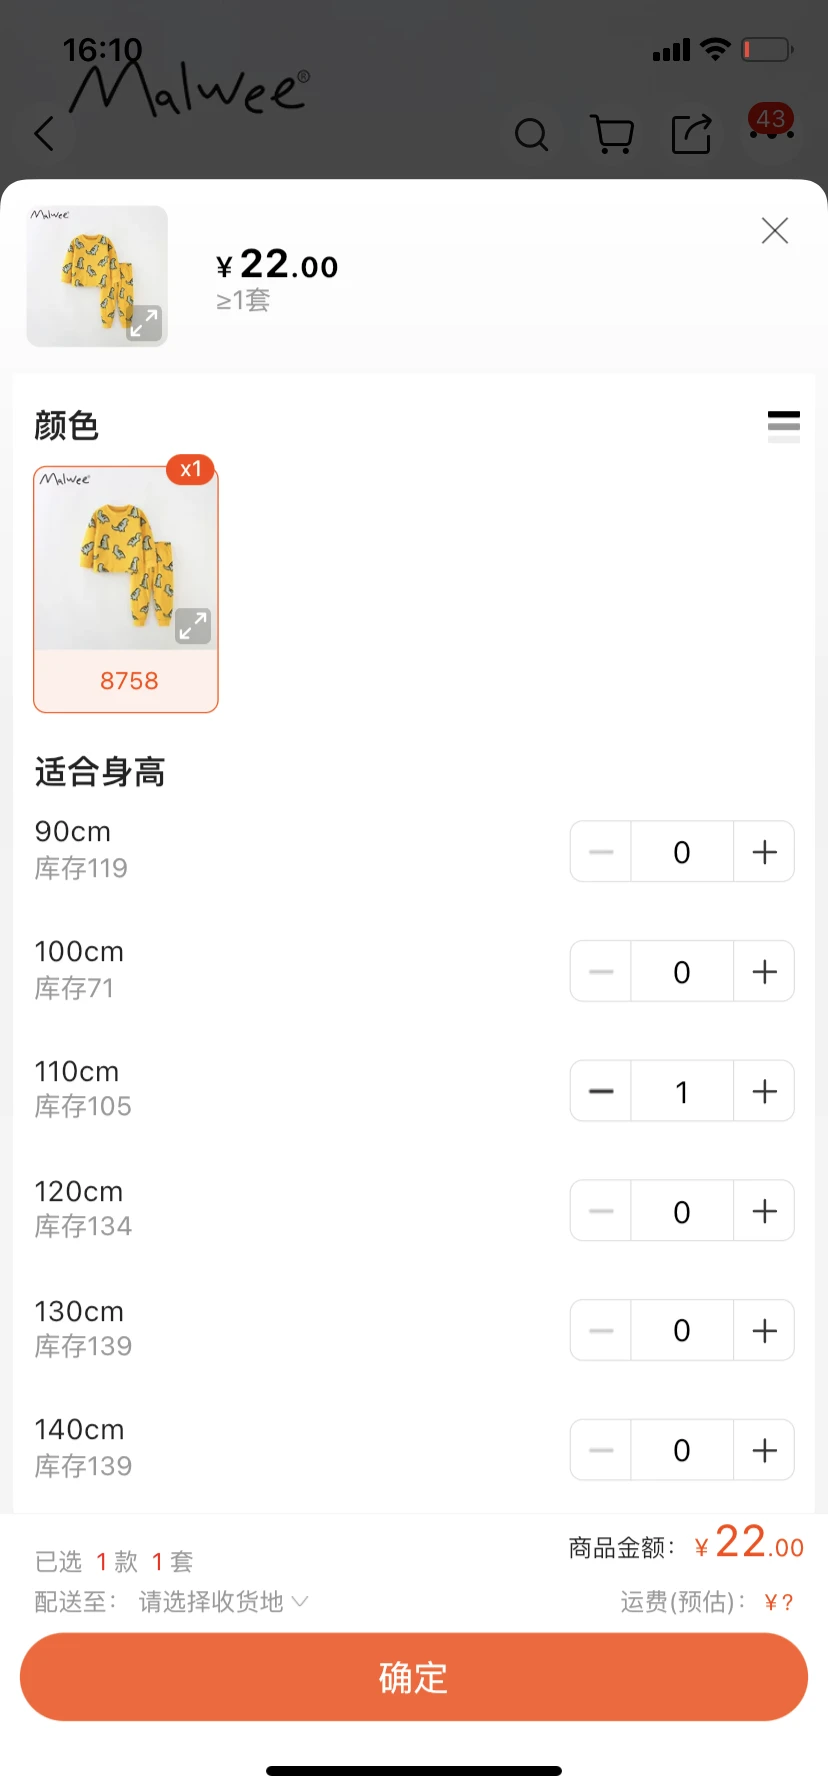 16:10
Malwee®
43
Malwee
¥22.00
≥1套
颜色
x1
Malwee
8758
适合身高
90cm
0
库存119
100cm
0
库存71
110cm
1
库存105
120cm
0
库存134
130cm
0
库存139
140cm
0
库存139
已选 1 款 1 套
商品金额： ¥22.00
配送至： 请选择收货地
运费(预估)： ¥?
确定